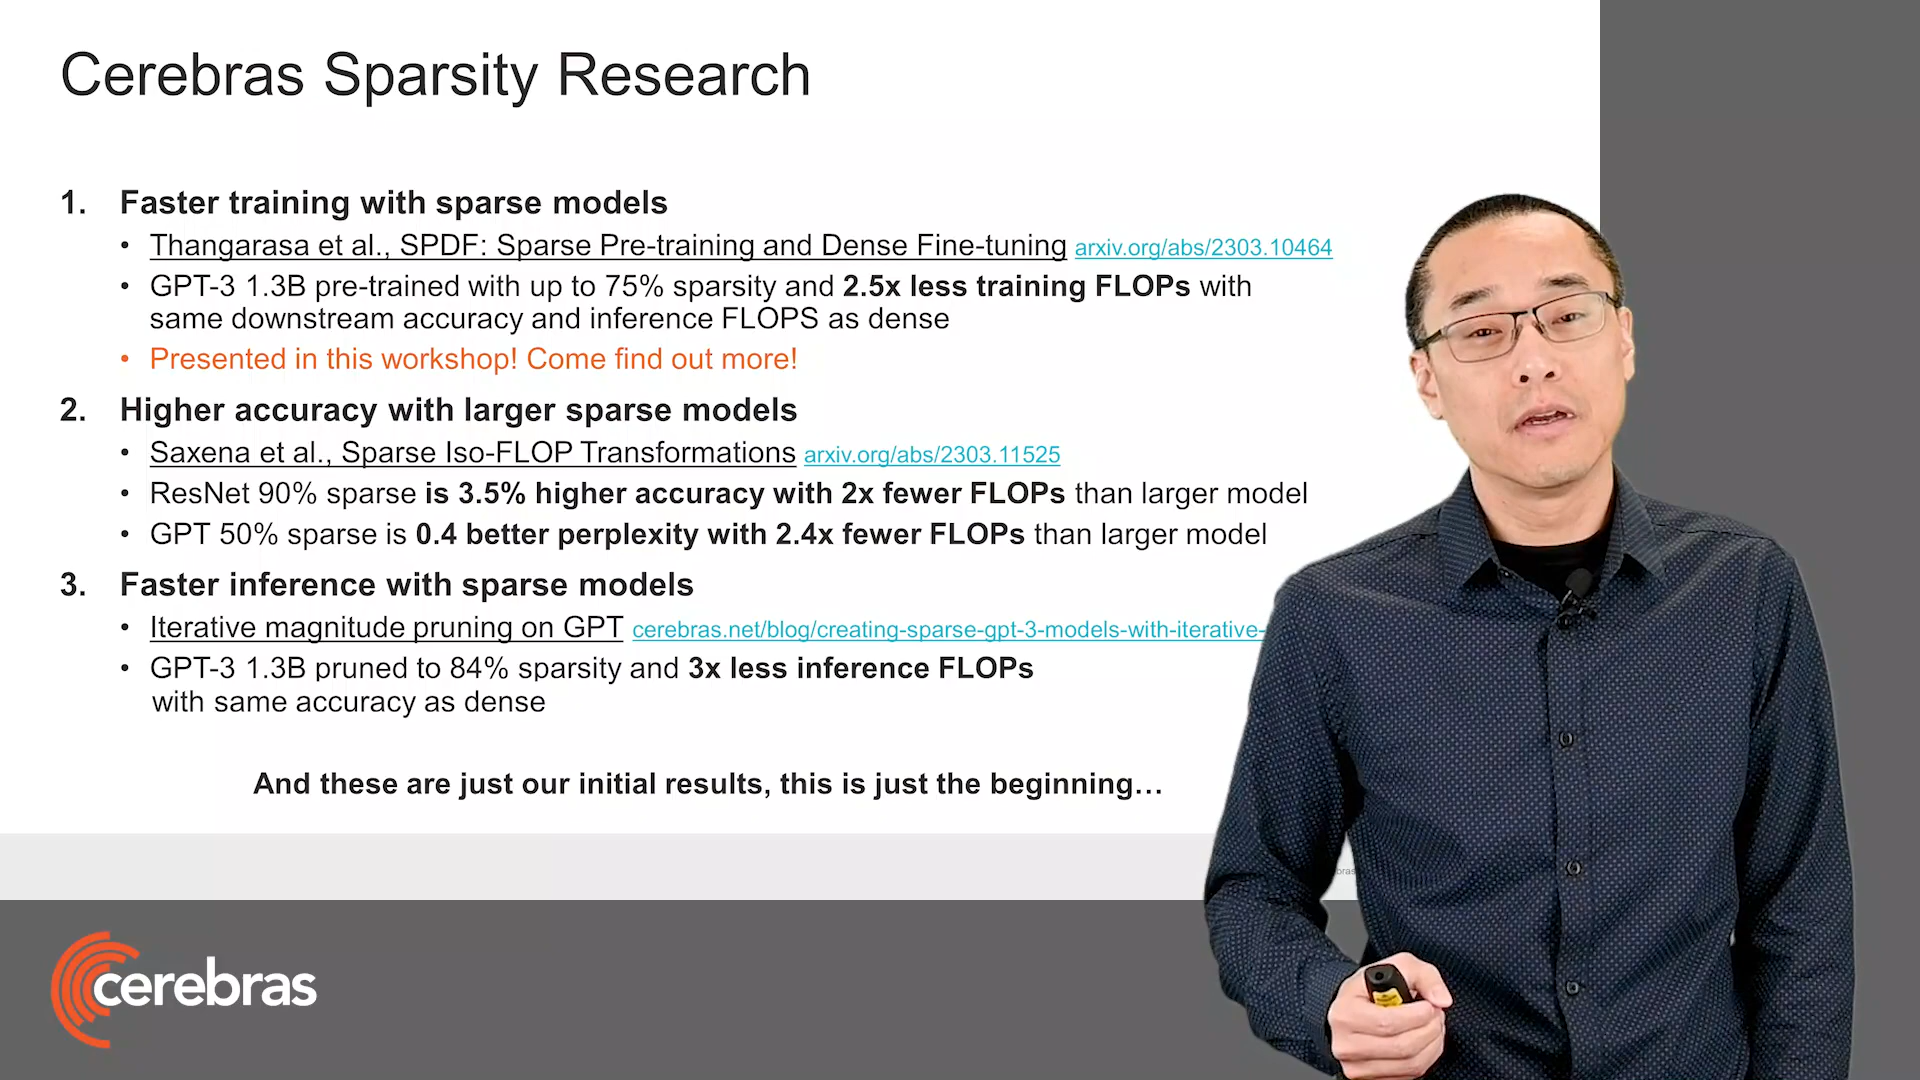 Cerebras Sparsity Research
1. Faster training with sparse models
• Thangarasa et al., SPDF: Sparse Pre-training and Dense Fine-tuning arxiv.org/abs/2303.10464
• GPT-3 1.3B pre-trained with up to 75% sparsity and 2.5x less training FLOPs with
same downstream accuracy and inference FLOPS as dense
• Presented in this workshop! Come find out more!
2. Higher accuracy with larger sparse models
• Saxena et al., Sparse Iso-FLOP Transformations arxiv.org/abs/2303.11525
• ResNet 90% sparse is 3.5% higher accuracy with 2x fewer FLOPs than larger model
• GPT 50% sparse is 0.4 better perplexity with 2.4x fewer FLOPs than larger model
3. Faster inference with sparse models
• Iterative magnitude pruning on GPT cerebras.net/blog/creating-sparse-gpt-3-models-with-iterative-
• GPT-3 1.3B pruned to 84% sparsity and 3x less inference FLOPs
with same accuracy as dense
And these are just our initial results, this is just the beginning…
cerebras